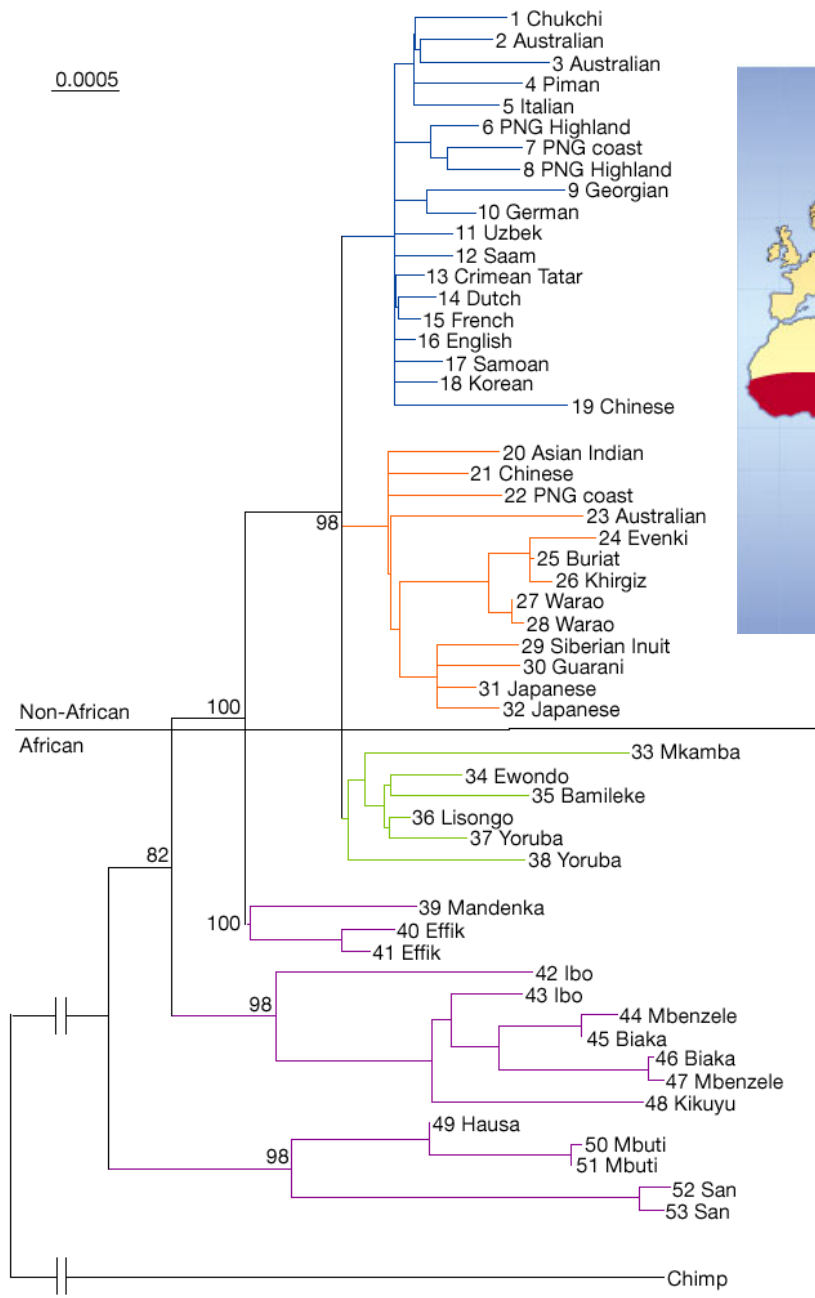 0.0005
1 Chukchi
2 Australian
3 Australian
4 Piman
5 Italian
6 PNG Highland
7 PNG coast
8 PNG Highland
9 Georgian
10 German
11 Uzbek
12 Saam
13 Crimean Tatar
14 Dutch
15 French
16 English
17 Samoan
18 Korean
19 Chinese
20 Asian Indian
21 Chinese
22 PNG coast
23 Australian
98
24 Evenki
25 Buriat
26 Khirgiz
27 Warao
28 Warao
29 Siberian Inuit
30 Guarani
31 Japanese
32 Japanese
100
Non-African
African
33 Mkamba
34 Ewondo
35 Bamileke
36 Lisongo
37 Yoruba
38 Yoruba
82
39 Mandenka
100
40 Effik
41 Effik
42 Ibo
43 Ibo
98
44 Mbenzele
45 Biaka
46 Biaka
47 Mbenzele
48 Kikuyu
49 Hausa
50 Mbuti
98
51 Mbuti
52 San
53 San
Chimp